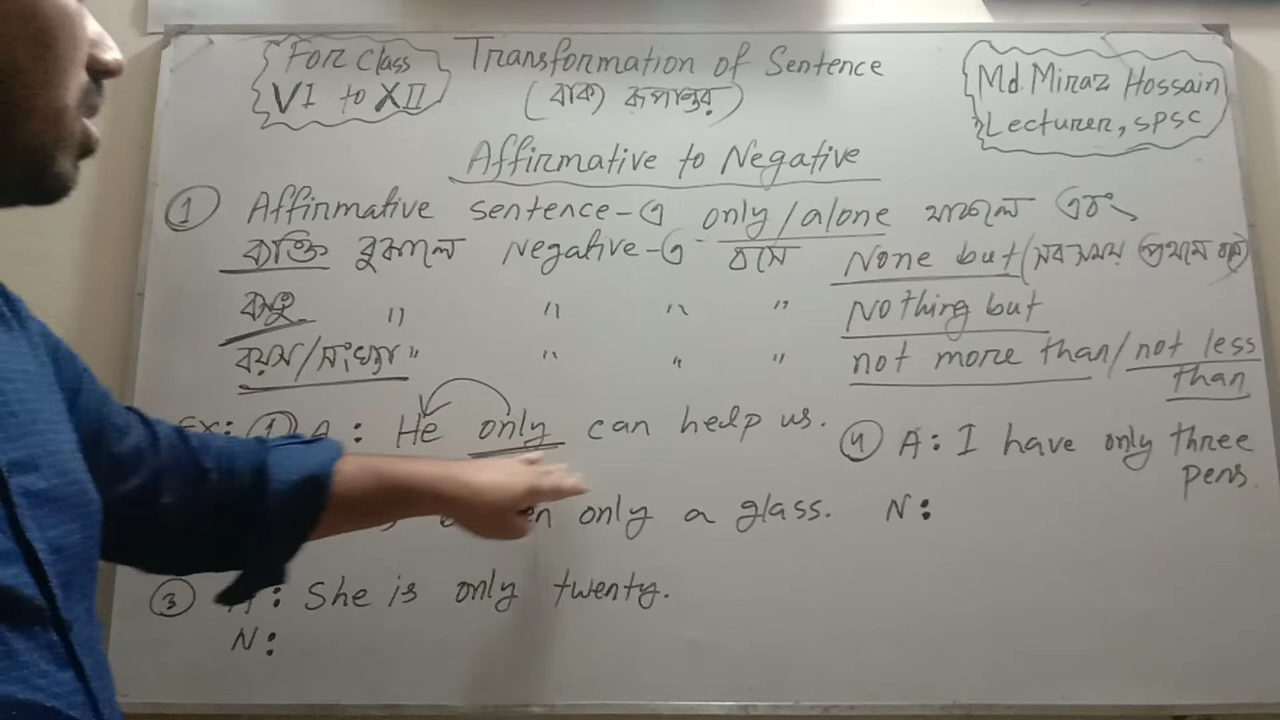 For Class
VI to XII
Transformation of Sentence
(বাক্য রূপান্তর)
Md. Miraz Hossain
Lecturer, SPSC
Affirmative to Negative
① Affirmative sentence-এ only/alone থাকলে এবং
ব্যক্তি বুঝালে Negative-এ বসে None but (সব সময় প্রথমে বসে)
বস্তু " " " " Nothing but
বয়স/সংখ্যা " " " " not more than/not less
than
Ex: ① A: He only can help us.
only a glass.
③ A: She is only twenty.
N:
④ A: I have only three
pens.
N: